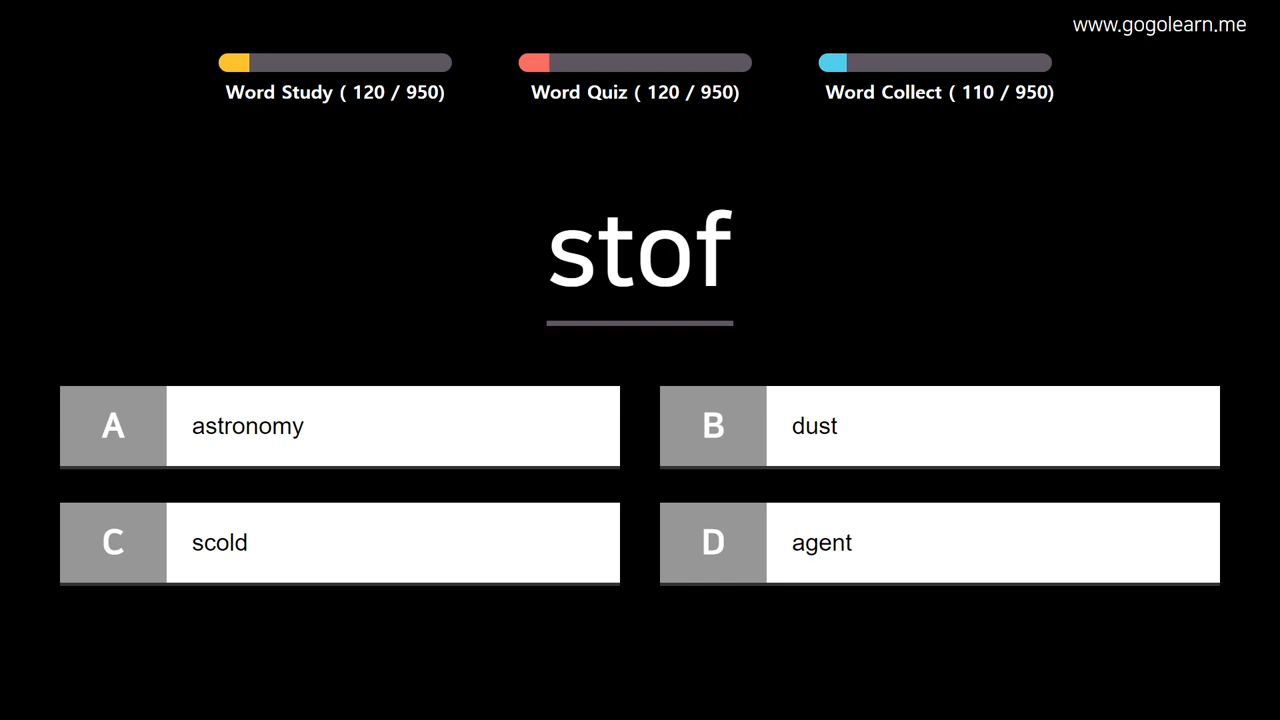 www.gogolearn.me
Word Study ( 120 / 950)
Word Quiz ( 120 / 950)
Word Collect ( 110 / 950)
stof
A astronomy
B dust
C scold
D agent